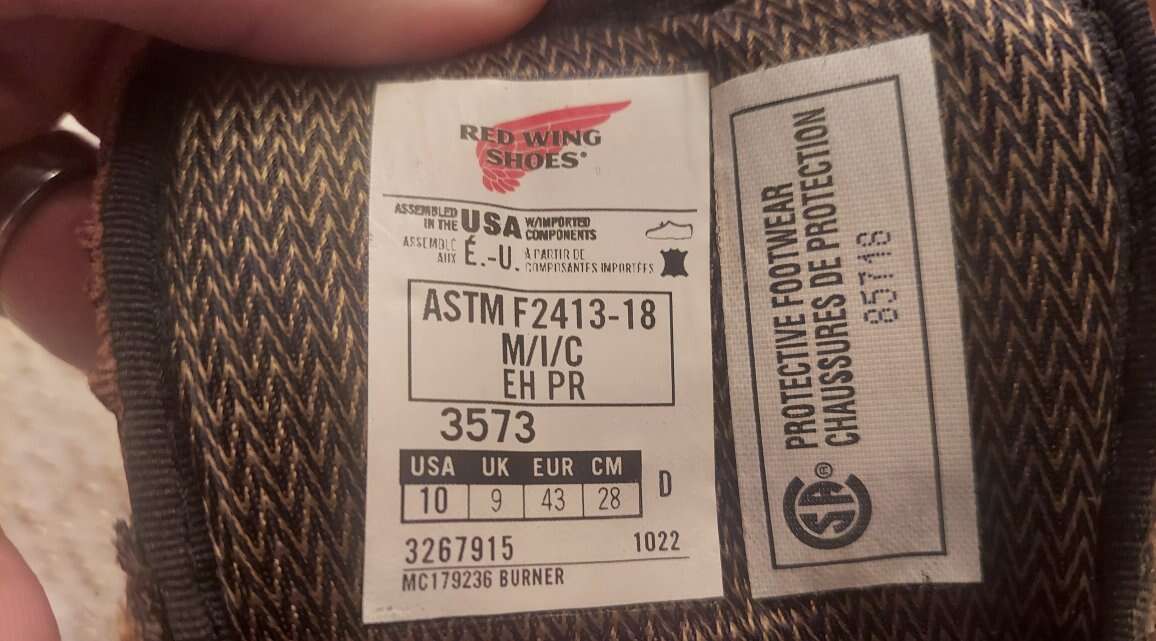 RED WING
SHOES®
ASSEMBLED
IN THE USA W/IMPORTED
COMPONENTS
ASSEMBLÉ
AUX É.-U. À PARTIR DE
COMPOSANTES IMPORTÉES
ASTM F2413-18
M/I/C
EH PR
3573
USA UK EUR CM
10 9 43 28 D
3267915 1022
MC179236 BURNER
PROTECTIVE FOOTWEAR
CHAUSSURES DE PROTECTION
85718
SA®